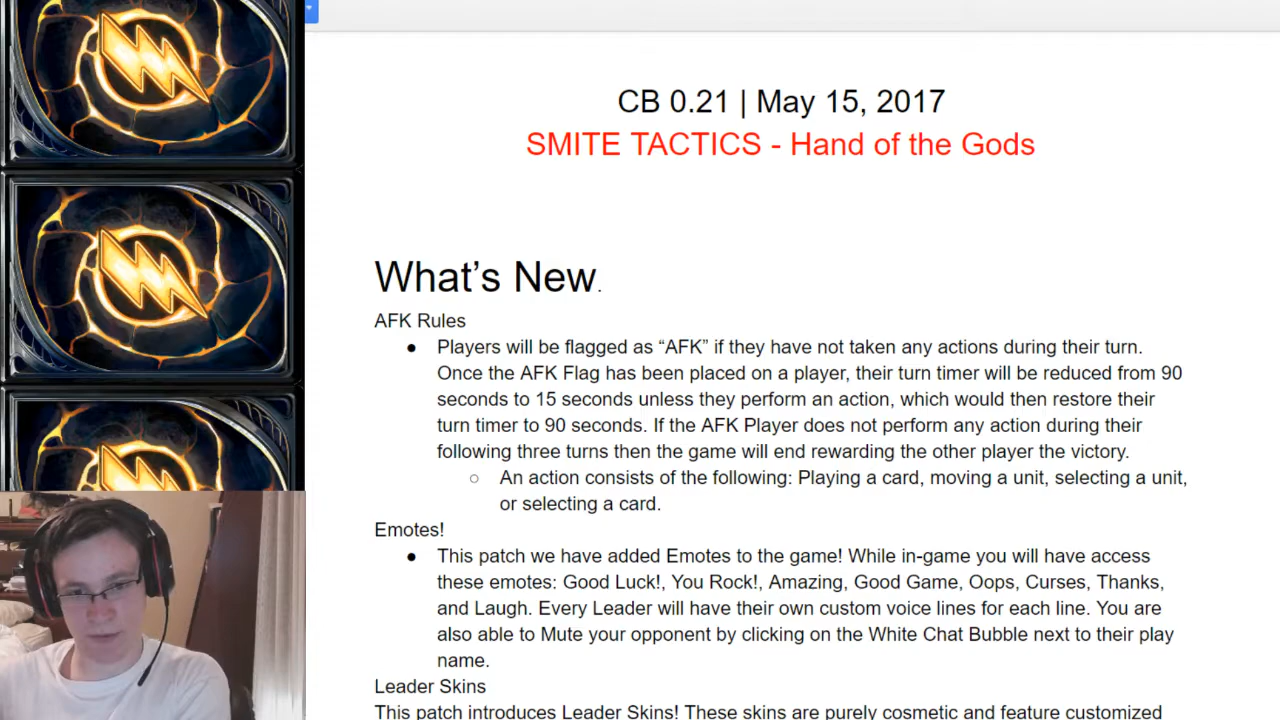 CB 0.21 | May 15, 2017
SMITE TACTICS - Hand of the Gods
What’s New.
AFK Rules
● Players will be flagged as “AFK” if they have not taken any actions during their turn.
Once the AFK Flag has been placed on a player, their turn timer will be reduced from 90
seconds to 15 seconds unless they perform an action, which would then restore their
turn timer to 90 seconds. If the AFK Player does not perform any action during their
following three turns then the game will end rewarding the other player the victory.
○ An action consists of the following: Playing a card, moving a unit, selecting a unit,
or selecting a card.
Emotes!
● This patch we have added Emotes to the game! While in-game you will have access
these emotes: Good Luck!, You Rock!, Amazing, Good Game, Oops, Curses, Thanks,
and Laugh. Every Leader will have their own custom voice lines for each line. You are
also able to Mute your opponent by clicking on the White Chat Bubble next to their play
name.
Leader Skins
This patch introduces Leader Skins! These skins are purely cosmetic and feature customized